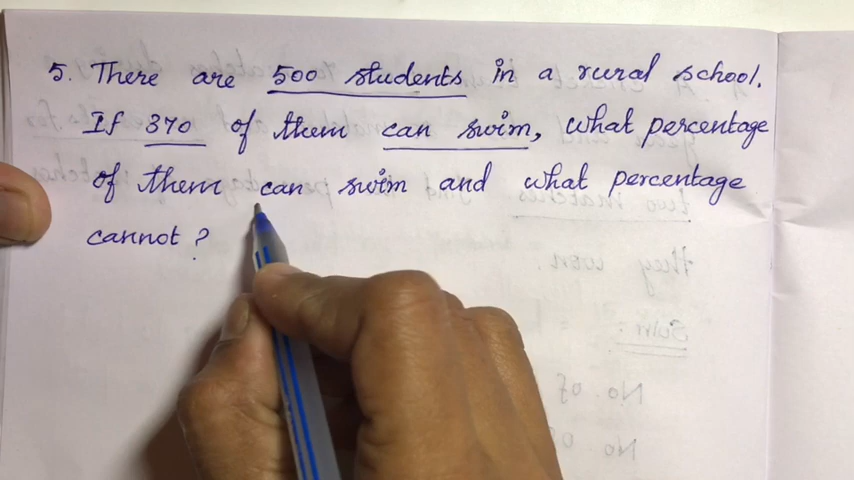 5. There are 500 students in a rural school.
If 370 of them can swim, what percentage
of them can swim and what percentage
cannot?